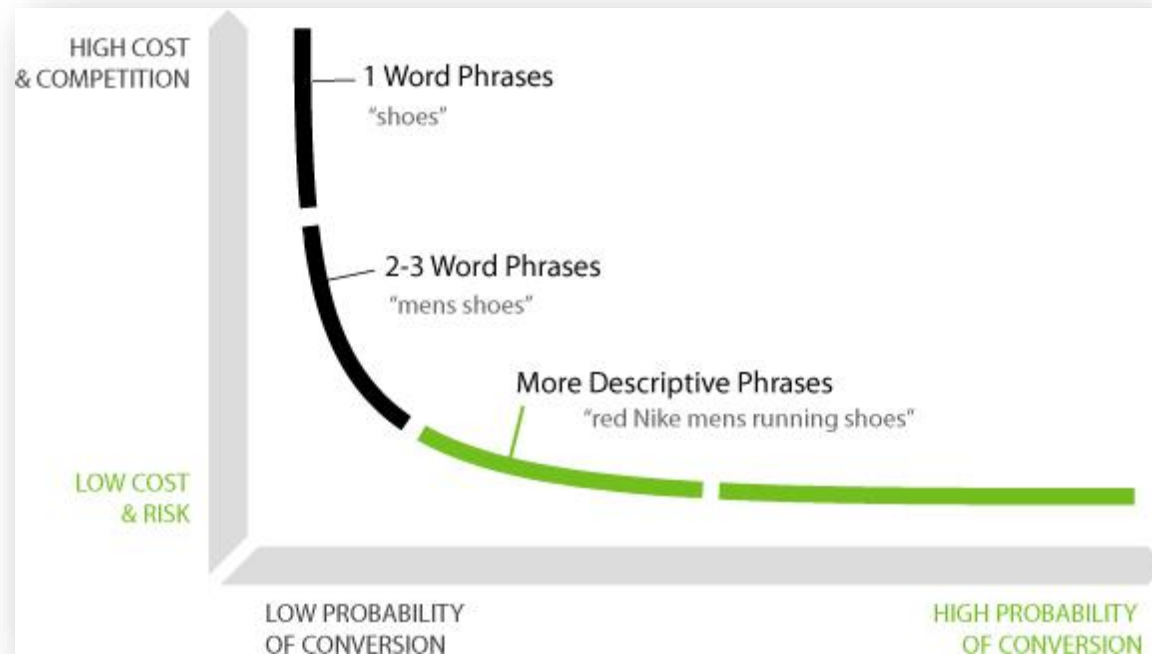 HIGH COST
& COMPETITION
1 Word Phrases
“shoes”
2-3 Word Phrases
“mens shoes”
More Descriptive Phrases
“red Nike mens running shoes”
LOW COST
& RISK
LOW PROBABILITY
OF CONVERSION
HIGH PROBABILITY
OF CONVERSION